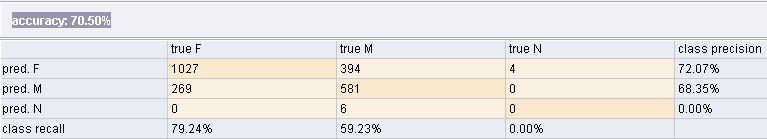 accuracy: 70.50%
true F true M true N class precision
pred. F 1027 394 4 72.07%
pred. M 269 581 0 68.35%
pred. N 0 6 0 0.00%
class recall 79.24% 59.23% 0.00%